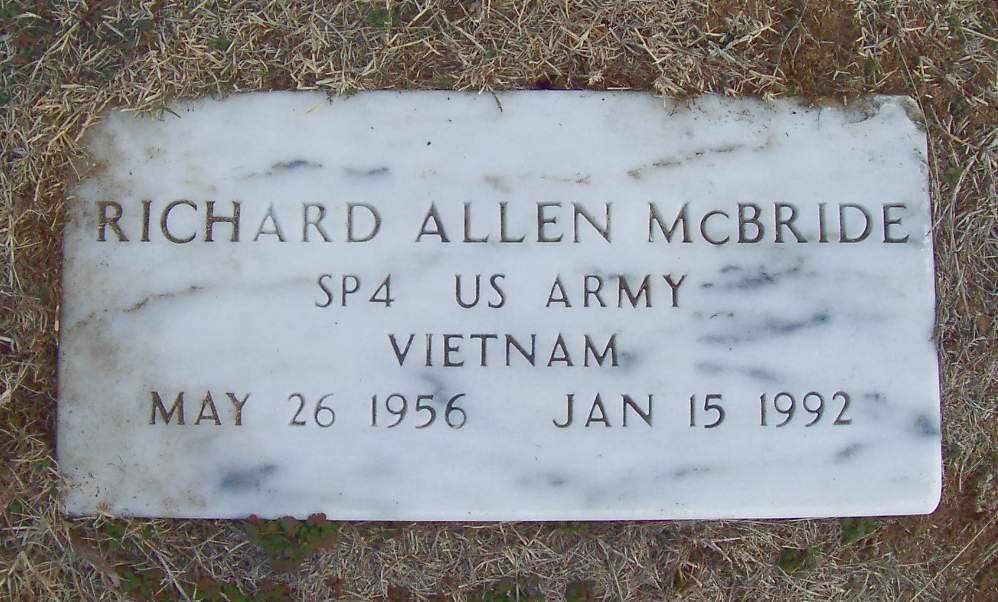 RICHARD ALLEN McBRIDE
SP4 US ARMY
VIETNAM
MAY 26 1956 JAN 15 1992